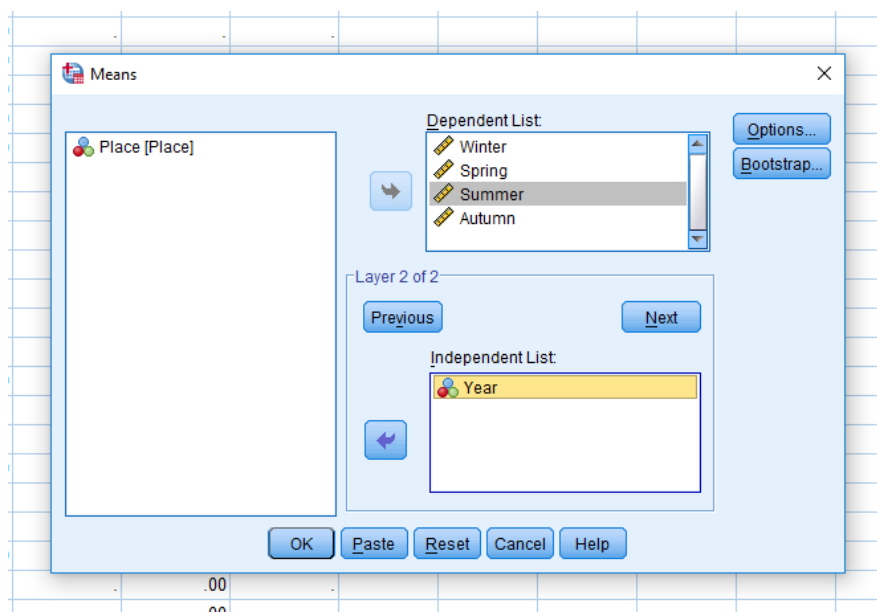 Means
Place [Place]
Dependent List:
Winter
Spring
Summer
Autumn
Options...
Bootstrap...
Layer 2 of 2
Previous
Next
Independent List:
Year
OK
Paste
Reset
Cancel
Help
.00